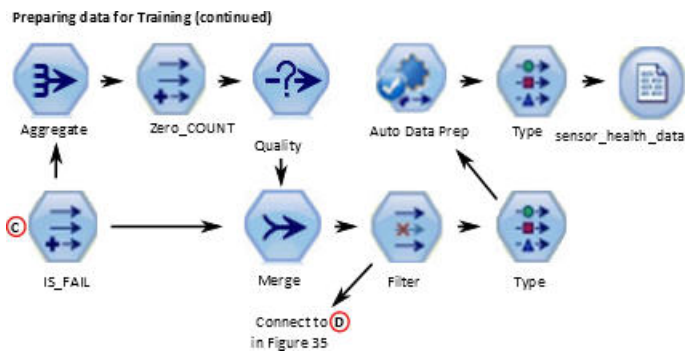 Preparing data for Training (continued)
Aggregate
Zero_COUNT
Quality
Auto Data Prep
Type
sensor_health_data
C
IS_FAIL
Merge
Filter
Type
Connect to D
in Figure 35